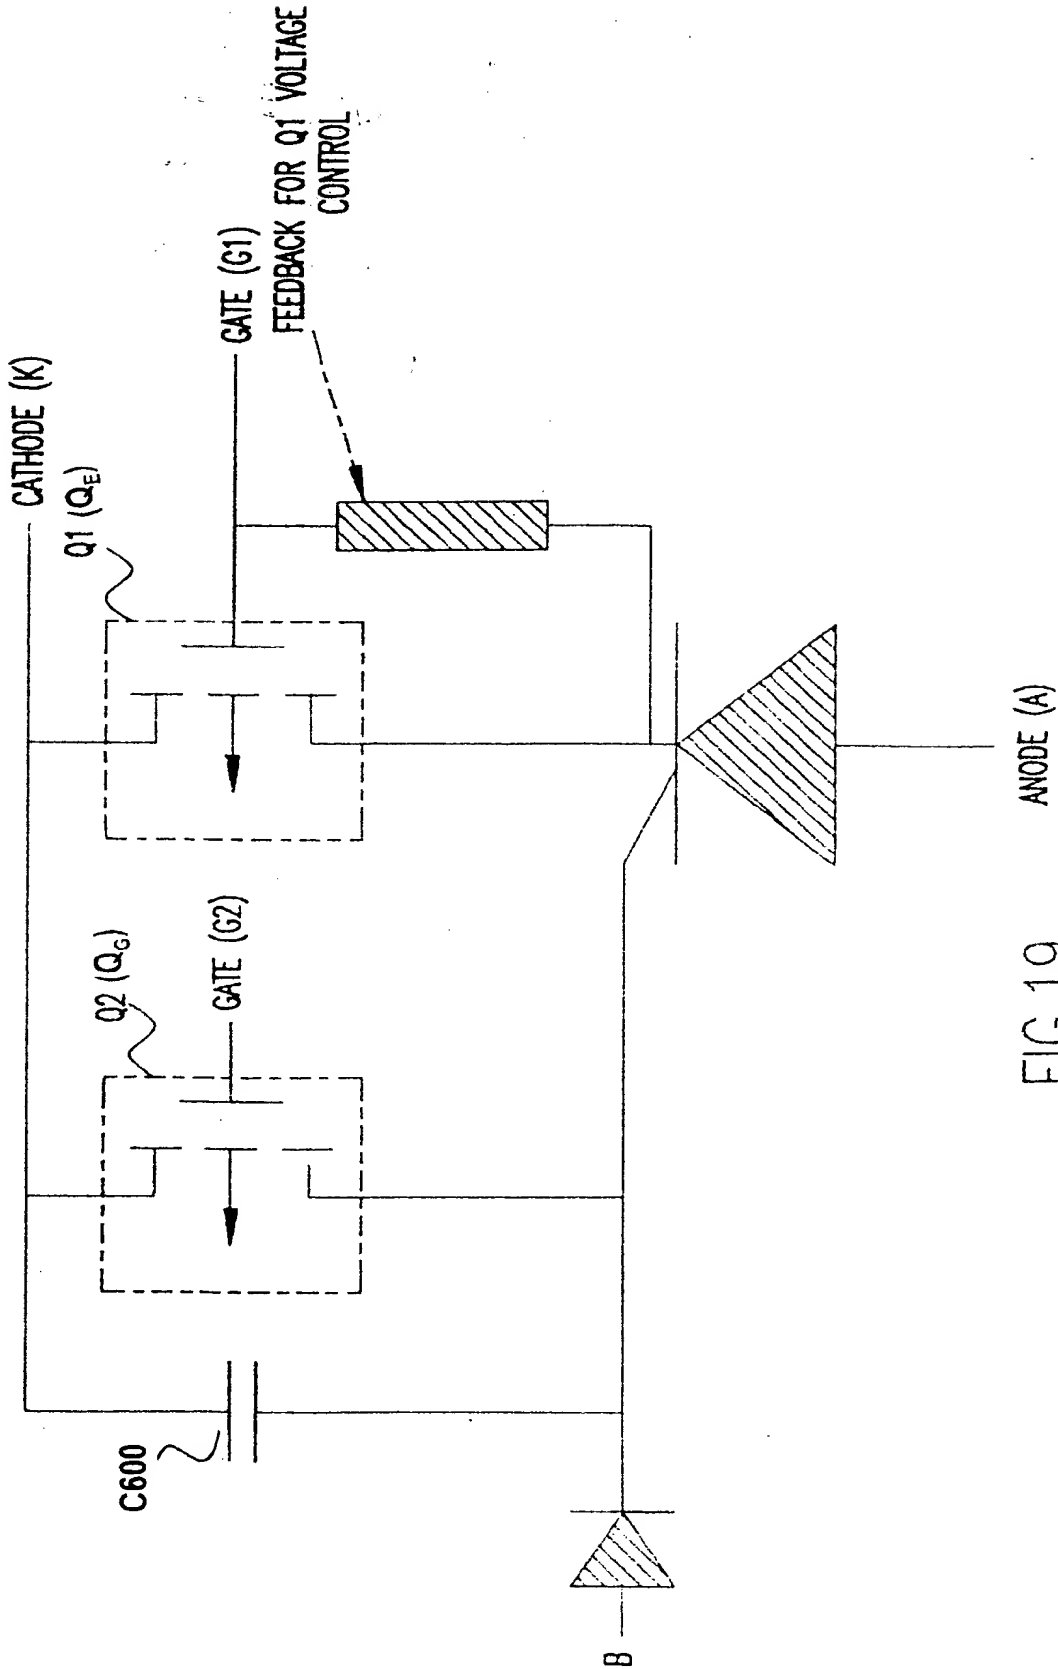 CATHODE (K)
Q1 (QE)
GATE (G1)
FEEDBACK FOR Q1 VOLTAGE
CONTROL
Q2 (QG)
GATE (G2)
C600
B
ANODE (A)
FIG 19